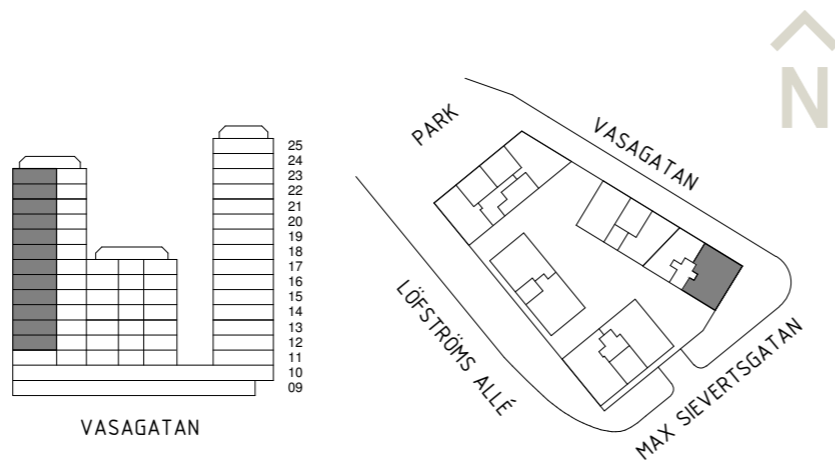 25
24
23
22
21
20
19
18
17
16
15
14
13
12
11
10
09
VASAGATAN
PARK
VASAGATAN
LÖFSTRÖMS ALLÉ
MAX SIEVERTSGATAN
N